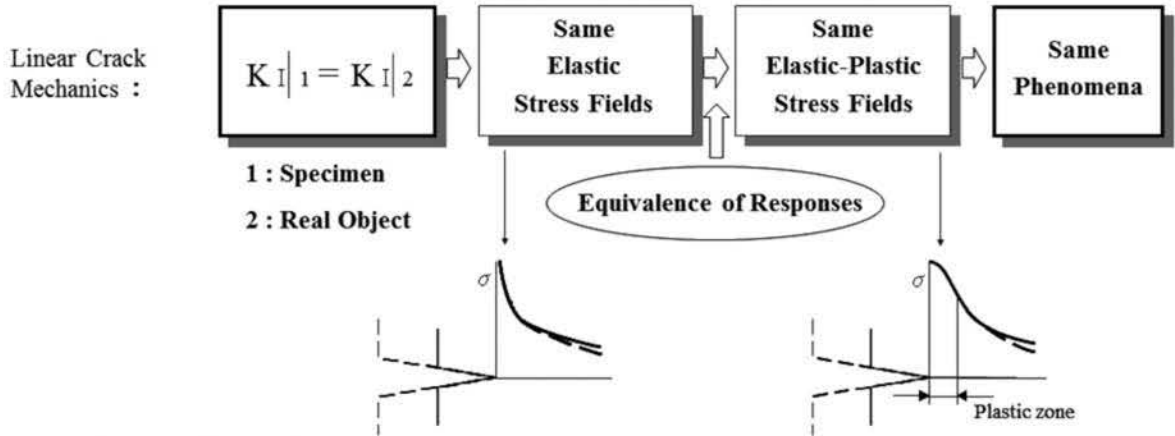 Linear Crack
Mechanics :
K I| 1 = K I| 2
Same
Elastic
Stress Fields
Same
Elastic-Plastic
Stress Fields
Same
Phenomena
1 : Specimen
2 : Real Object
Equivalence of Responses
σ
σ
Plastic zone